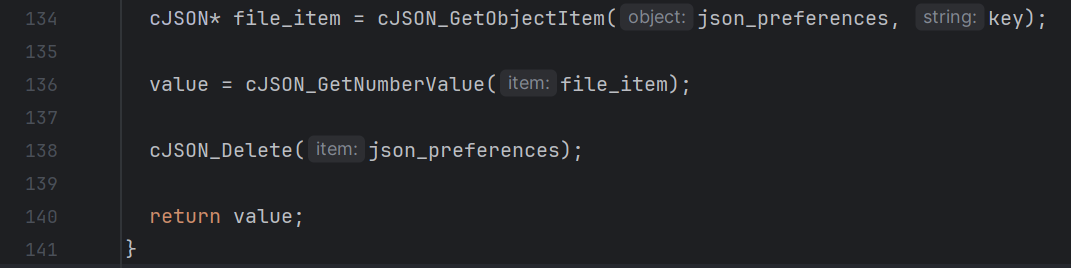 134 cJSON* file_item = cJSON_GetObjectItem( object: json_preferences, string: key);
135
136 value = cJSON_GetNumberValue( item: file_item);
137
138 cJSON_Delete( item: json_preferences);
139
140 return value;
141 }